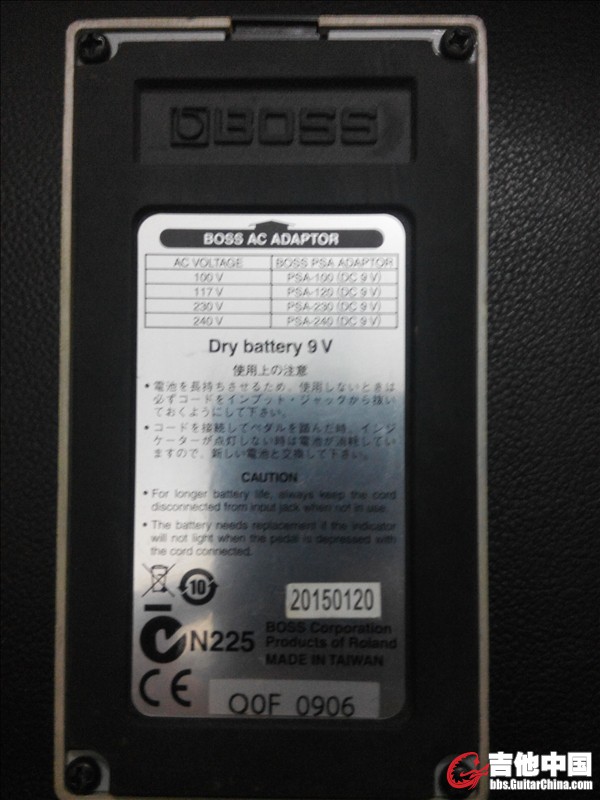 BOSS
BOSS AC ADAPTOR
AC VOLTAGE BOSS PSA ADAPTOR
100 V PSA-100 (DC 9 V)
117 V PSA-120 (DC 9 V)
230 V PSA-230 (DC 9 V)
240 V PSA-240 (DC 9 V)
Dry battery 9 V
使用上の注意
• 電池を長持ちさせるため、使用しないときは
必ずコードをインプット・ジャックから抜い
ておくようにして下さい。
• コードを接続してペダルを踏んだ時、インジ
ケーターが点灯しない時は電池が消耗してい
ますので、新しい電池と交換して下さい。
CAUTION
• For longer battery life, always keep the cord
disconnected from input jack when not in use.
• The battery needs replacement if the indicator
will not light when the pedal is depressed with
the cord connected.
10
20150120
N225
BOSS Corporation
Products of Roland
MADE IN TAIWAN
CE
Q0F 0906
吉他中国
bbs.GuitarChina.com